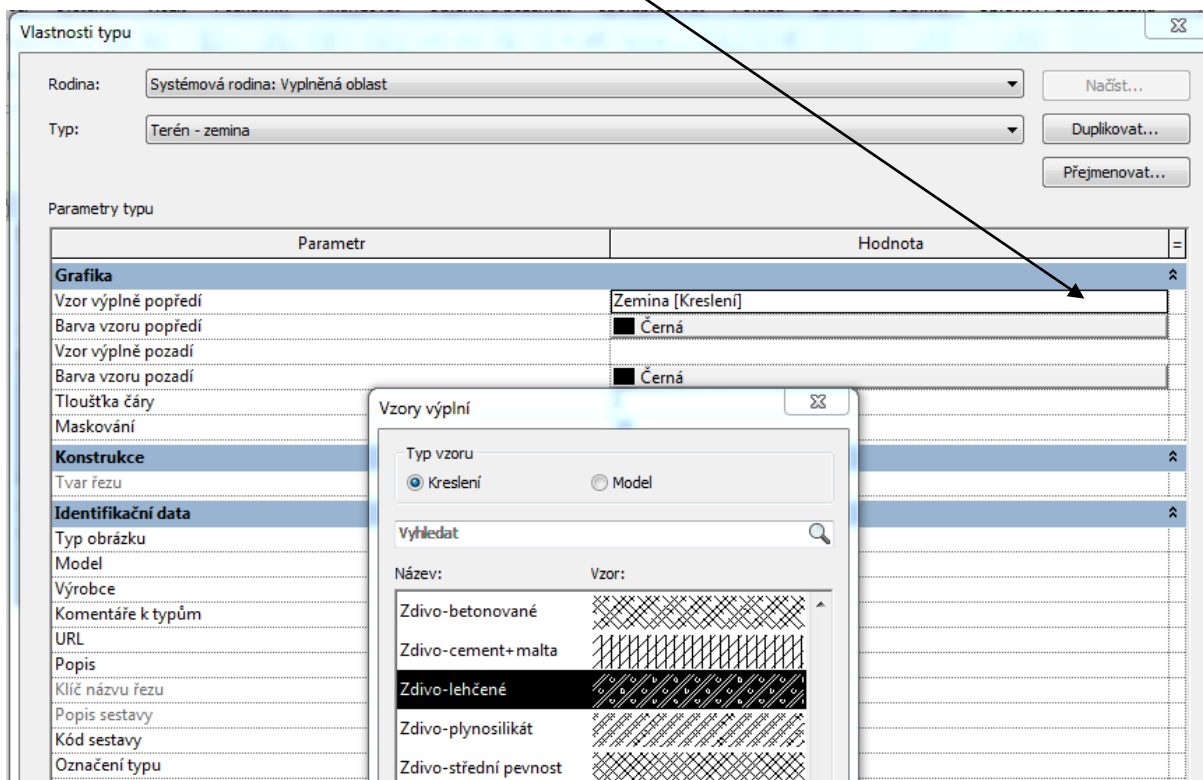 Vlastnosti typu
Rodina: Systémová rodina: Vyplněná oblast Načíst...
Typ: Terén - zemina Duplikovat...
Přejmenovat...
Parametry typu
Parametr Hodnota =
Grafika
Vzor výplně popředí Zemina [Kreslení]
Barva vzoru popředí Černá
Vzor výplně pozadí
Barva vzoru pozadí Černá
Tloušťka čáry
Maskování
Konstrukce
Tvar řezu
Identifikační data
Typ obrázku
Model
Výrobce
Komentáře k typům
URL
Popis
Klíč názvu řezu
Popis sestavy
Kód sestavy
Označení typu
Vzory výplní
Typ vzoru
Kreslení Model
Vyhledat
Název: Vzor:
Zdivo-betonované
Zdivo-cement+malta
Zdivo-lehčené
Zdivo-plynosilikát
Zdivo-střední pevnost